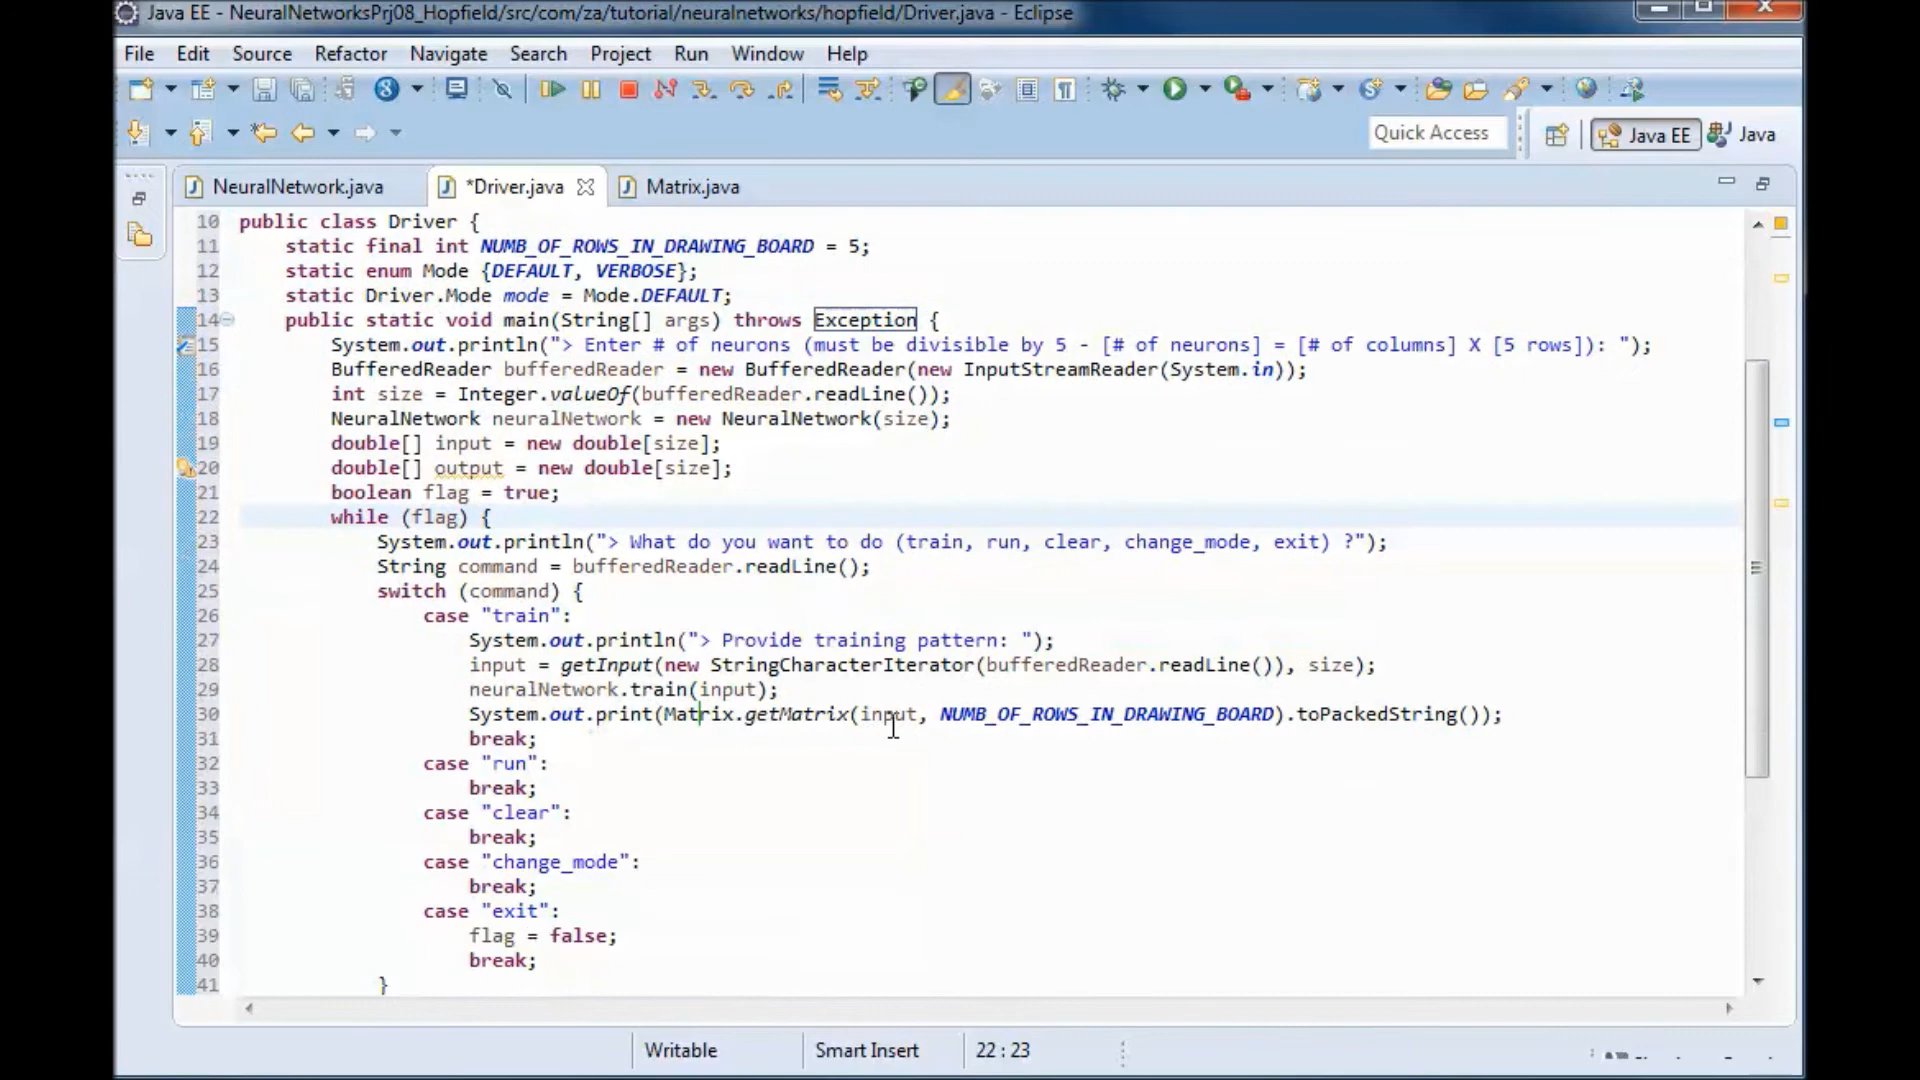 Java EE - NeuralNetworksPrj08_Hopfield/src/com/za/tutorial/neuralnetworks/hopfield/Driver.java - Eclipse
File Edit Source Refactor Navigate Search Project Run Window Help
Quick Access Java EE Java
NeuralNetwork.java *Driver.java Matrix.java
10 public class Driver {
11 static final int NUMB_OF_ROWS_IN_DRAWING_BOARD = 5;
12 static enum Mode {DEFAULT, VERBOSE};
13 static Driver.Mode mode = Mode.DEFAULT;
14 public static void main(String[] args) throws Exception {
15 System.out.println("> Enter # of neurons (must be divisible by 5 - [# of neurons] = [# of columns] X [5 rows]): ");
16 BufferedReader bufferedReader = new BufferedReader(new InputStreamReader(System.in));
17 int size = Integer.valueOf(bufferedReader.readLine());
18 NeuralNetwork neuralNetwork = new NeuralNetwork(size);
19 double[] input = new double[size];
20 double[] output = new double[size];
21 boolean flag = true;
22 while (flag) {
23 System.out.println("> What do you want to do (train, run, clear, change_mode, exit) ?");
24 String command = bufferedReader.readLine();
25 switch (command) {
26 case "train":
27 System.out.println("> Provide training pattern: ");
28 input = getInput(new StringCharacterIterator(bufferedReader.readLine()), size);
29 neuralNetwork.train(input);
30 System.out.print(Matrix.getMatrix(input, NUMB_OF_ROWS_IN_DRAWING_BOARD).toPackedString());
31 break;
32 case "run":
33 break;
34 case "clear":
35 break;
36 case "change_mode":
37 break;
38 case "exit":
39 flag = false;
40 break;
41 }
Writable Smart Insert 22 : 23